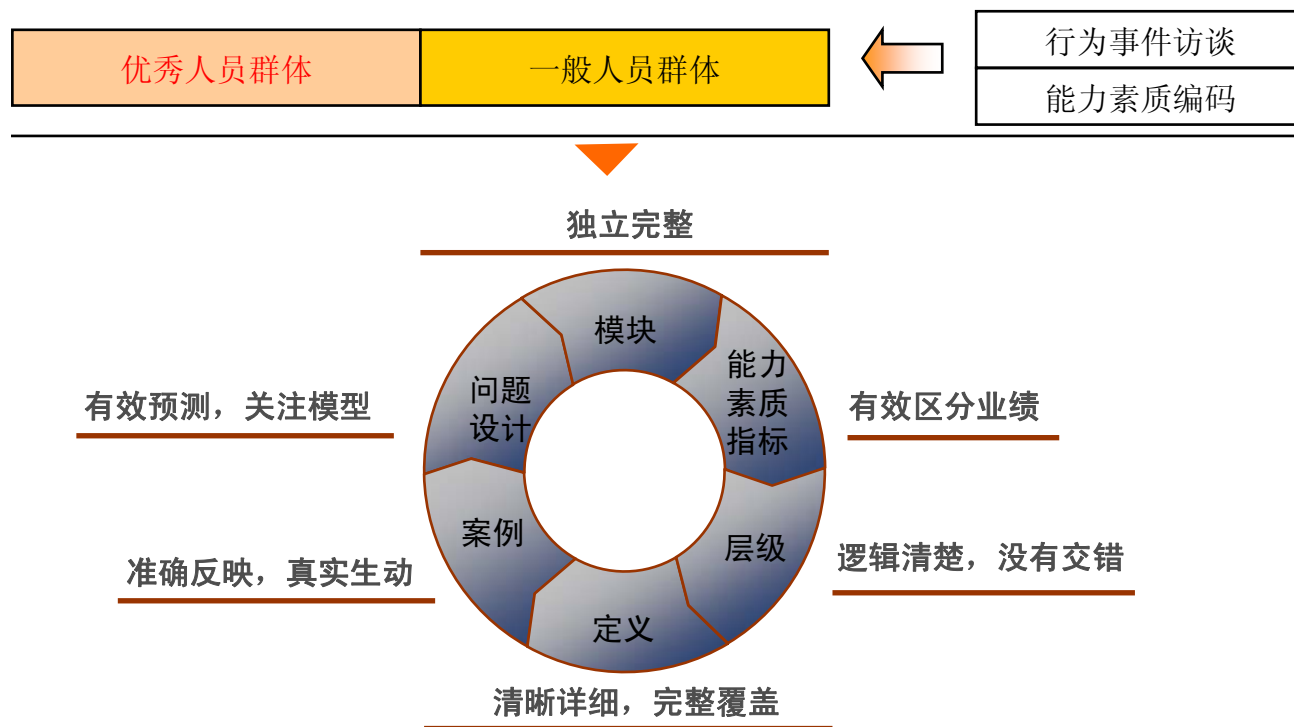 优秀人员群体
一般人员群体
行为事件访谈
能力素质编码
独立完整
模块
能力
素质
指标
有效区分业绩
层级
逻辑清楚，没有交错
定义
清晰详细，完整覆盖
案例
准确反映，真实生动
问题
设计
有效预测，关注模型